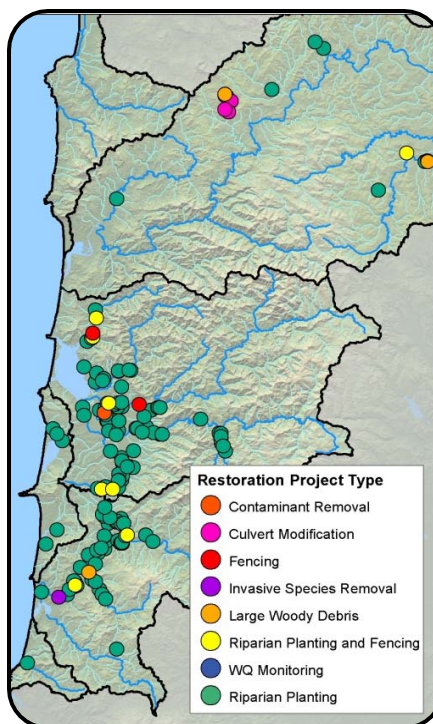 Restoration Project Type
Contaminant Removal
Culvert Modification
Fencing
Invasive Species Removal
Large Woody Debris
Riparian Planting and Fencing
WQ Monitoring
Riparian Planting